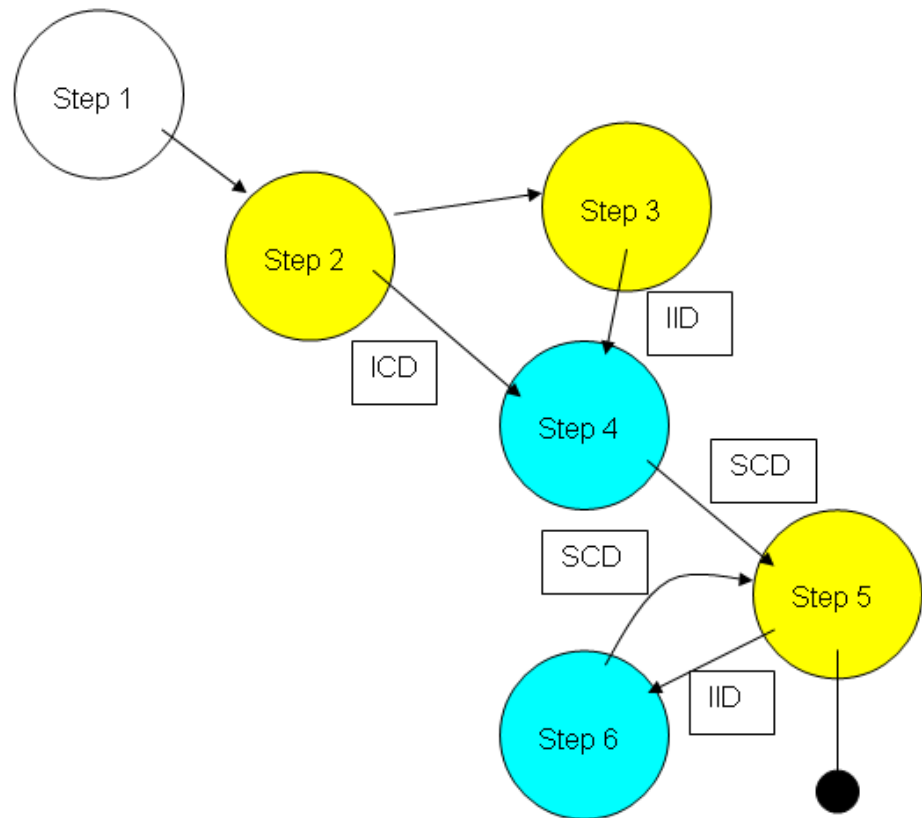 Step 1
Step 3
Step 2
IID
ICD
Step 4
SCD
SCD
Step 5
IID
Step 6